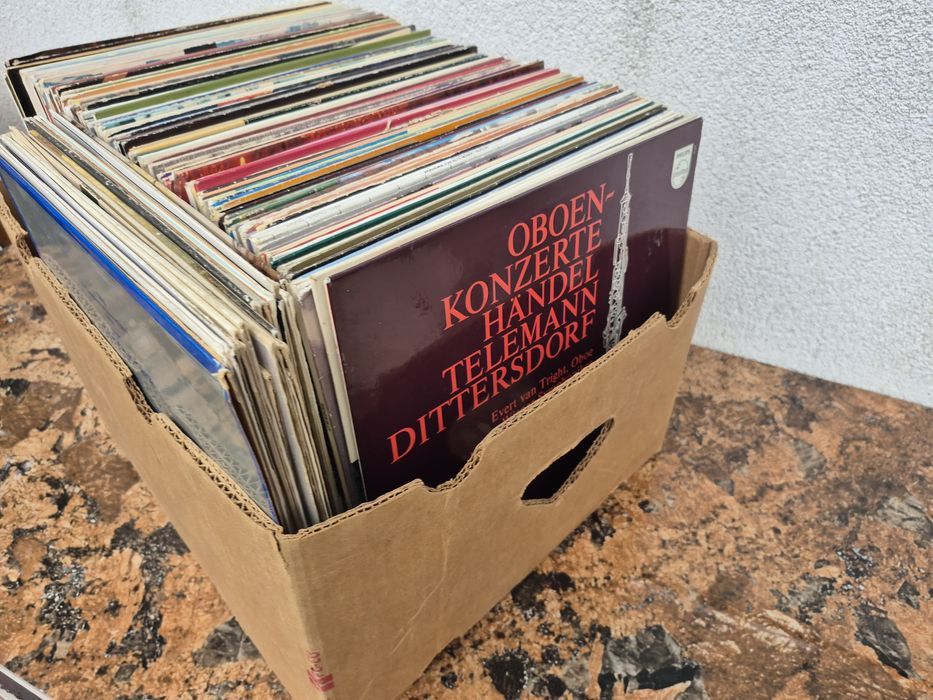 OBOEN-
KONZERTE
HÄNDEL
TELEMANN
DITTERSDORF
Evert van Tright, Oboe